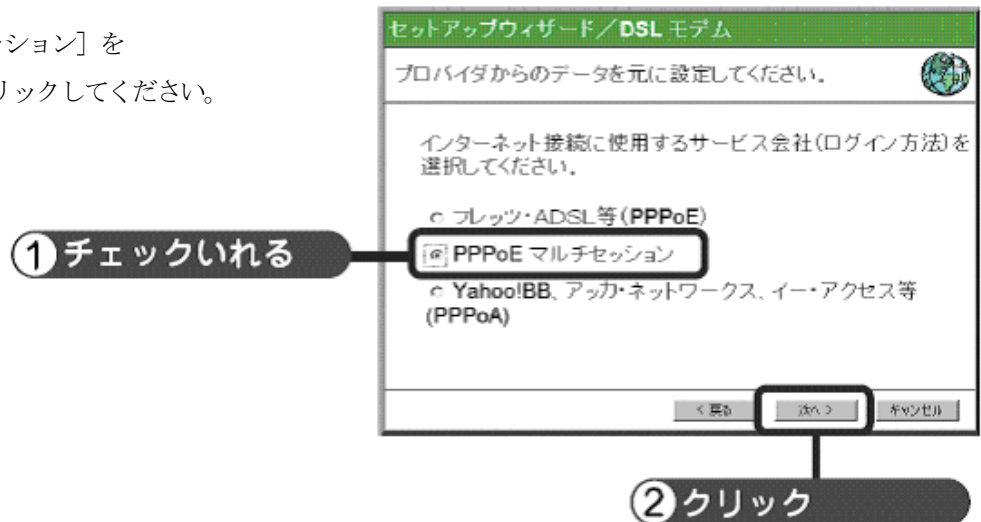 ーション］を
リックしてください。
セットアップウィザード／DSL モデム
プロバイダからのデータを元に設定してください．
インターネット接続に使用するサービス会社(ログイン方法)を
選択してください．
フレッツ・ADSL等(PPPoE)
PPPoE マルチセッション
Yahoo!BB、アッカ・ネットワークス、イー・アクセス等
(PPPoA)
①チェックいれる
< 戻る 次へ > キャンセル
②クリック